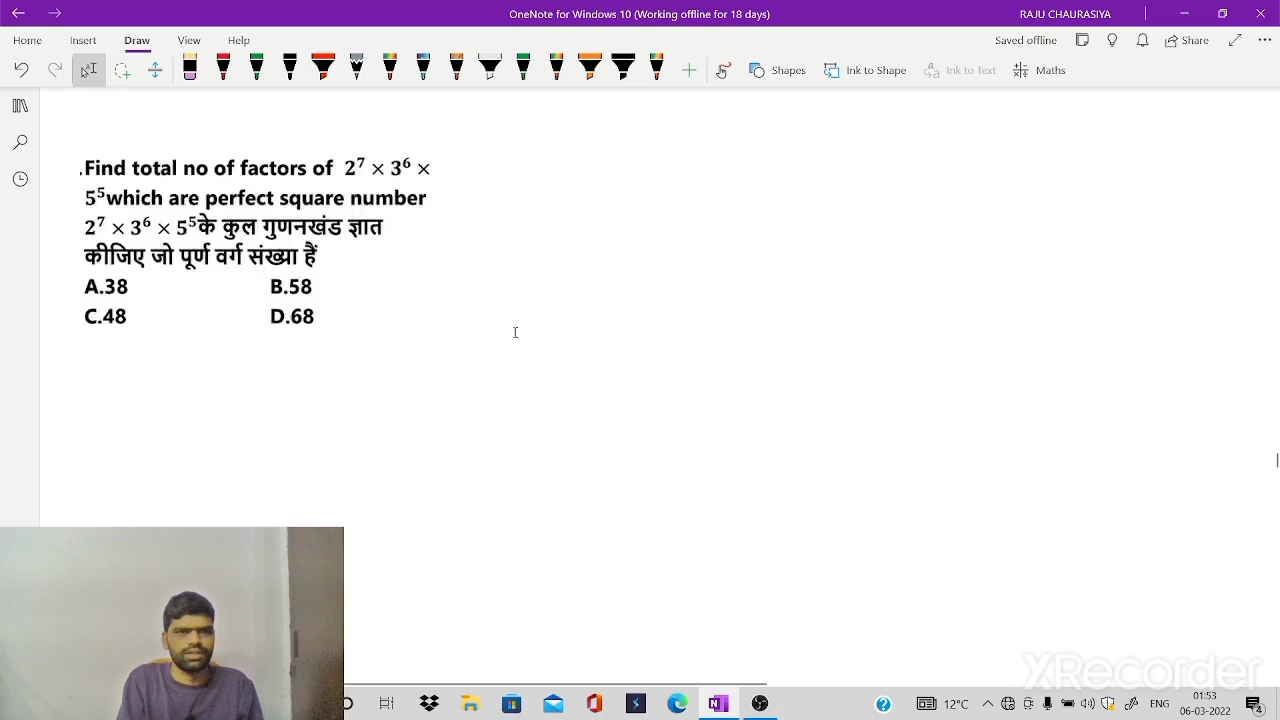 OneNote for Windows 10 (Working offline for 18 days)
RAJU CHAURASIYA
Home Insert Draw View Help
Saved offline
Share
Shapes
Ink to Shape
Ink to Text
Maths
.Find total no of factors of 2⁷ × 3⁶ ×
5⁵which are perfect square number
2⁷ × 3⁶ × 5⁵के कुल गुणनखंड ज्ञात
कीजिए जो पूर्ण वर्ग संख्या हैं
A.38 B.58
C.48 D.68
XRecorder
12°C
ENG
01:53
06-03-2022
4